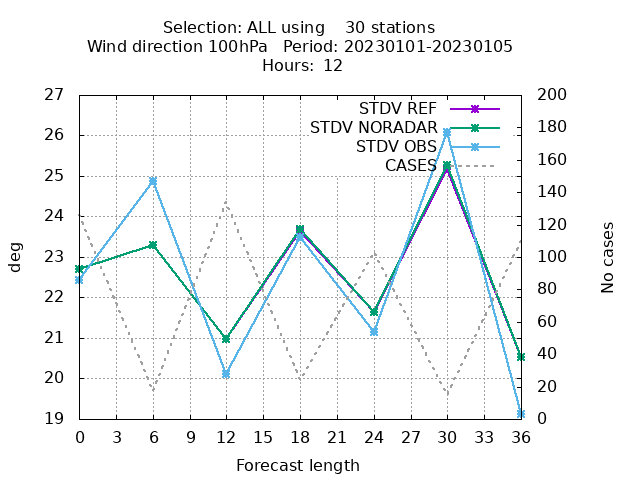 Selection: ALL using    30 stations
Wind direction 100hPa   Period: 20230101-20230105
Hours:  12
STDV REF
STDV NORADAR
STDV OBS
CASES
27
26
25
24
23
22
21
20
19
200
180
160
140
120
100
80
60
40
20
0
deg
No cases
0 3 6 9 12 15 18 21 24 27 30 33 36
Forecast length